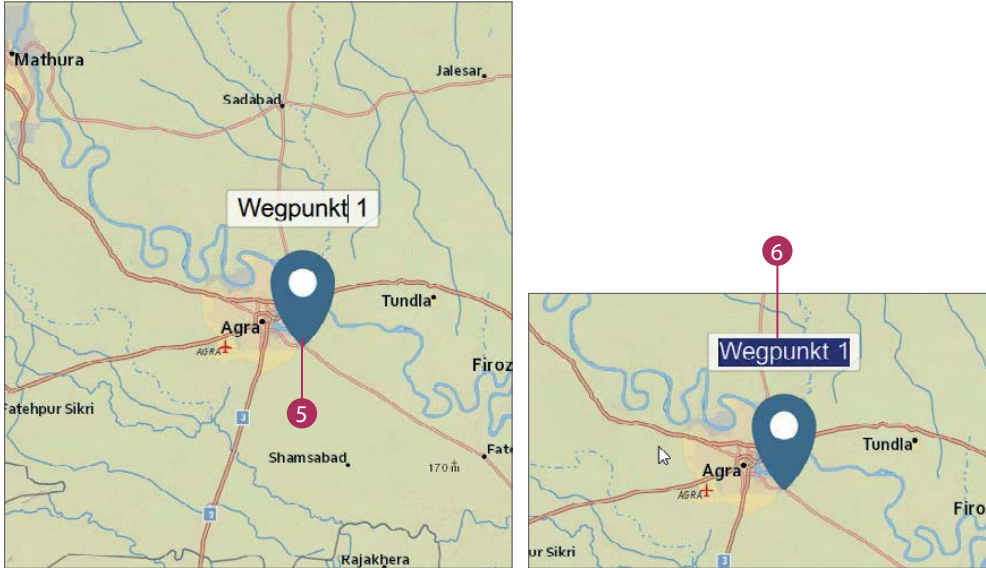 Mathura
Jalesar
Sadabad
Wegpunkt 1
Tundla
Agra
AGRA
Firoz
5
Fatehpur Sikri
3
Shamsabad
170 m
Fate
3
Rajakhera
6
Wegpunkt 1
Tundla
Agra
AGRA
Firo
ur Sikri
3